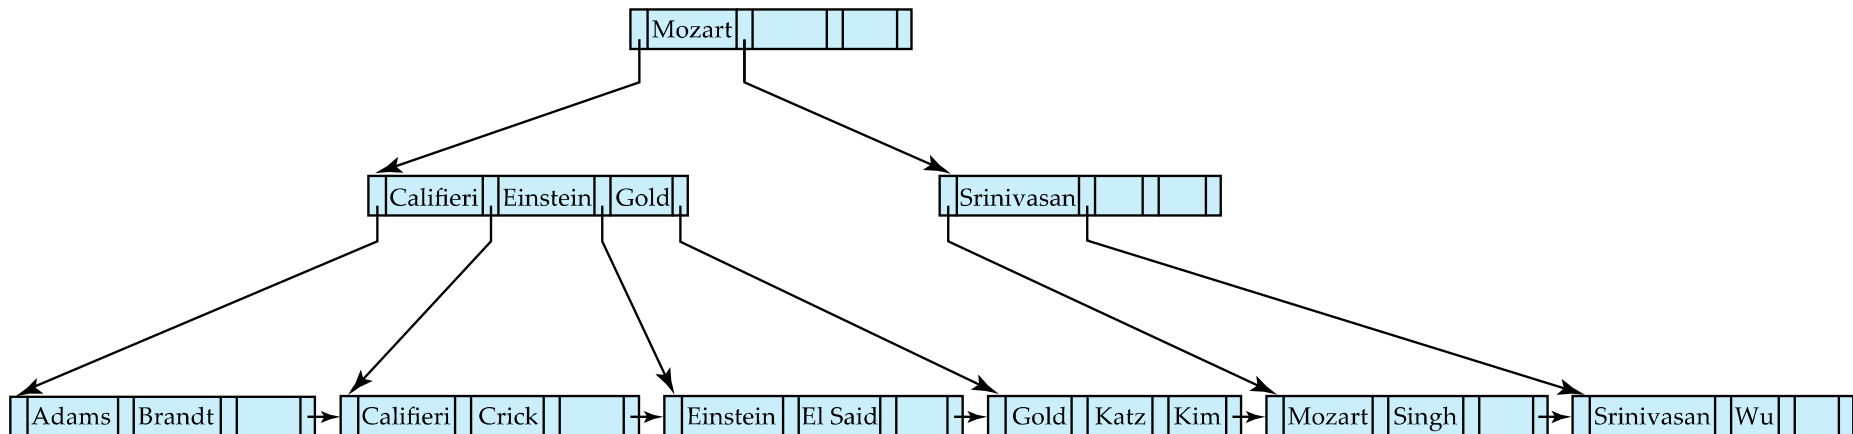 Mozart
Califieri Einstein Gold Srinivasan
Adams Brandt Califieri Crick Einstein El Said Gold Katz Kim Mozart Singh Srinivasan Wu